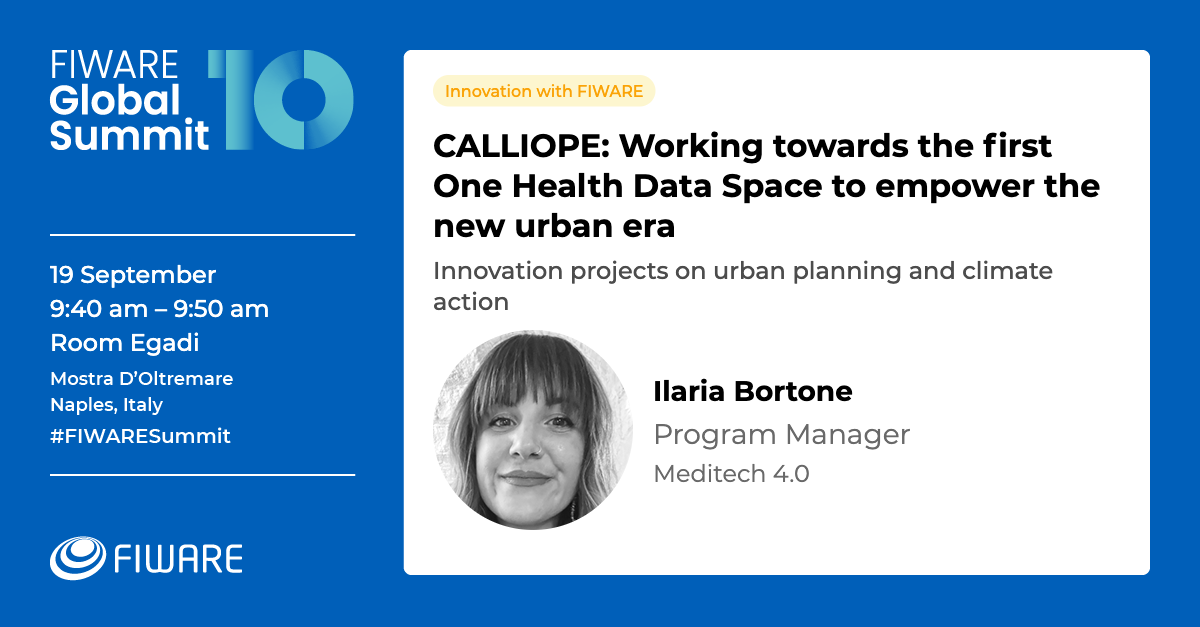 FIWARE
Global
Summit
10
19 September
9:40 am – 9:50 am
Room Egadi
Mostra D’Oltremare
Naples, Italy
#FIWARESummit
FIWARE
Innovation with FIWARE
CALLIOPE: Working towards the first
One Health Data Space to empower the
new urban era
Innovation projects on urban planning and climate
action
Ilaria Bortone
Program Manager
Meditech 4.0